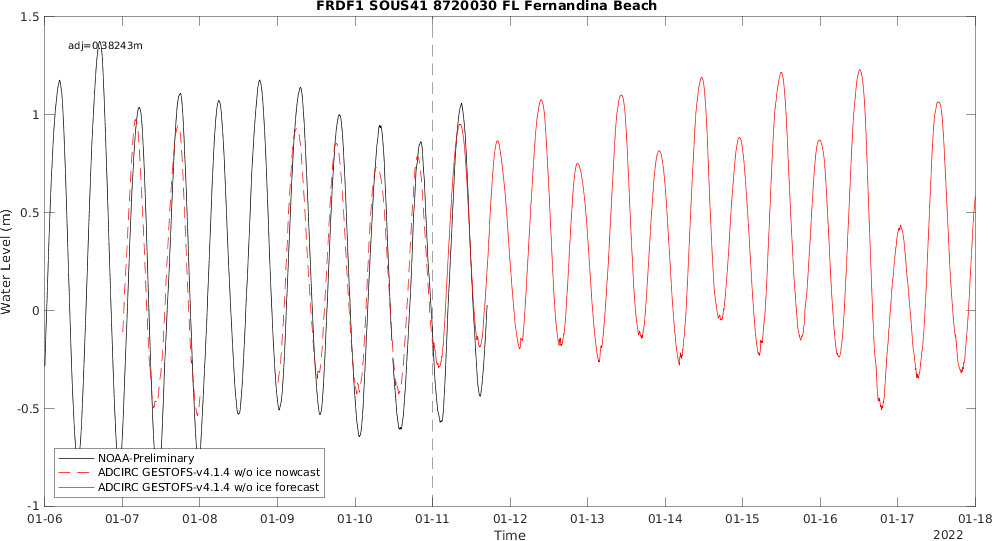 FRDF1 SOUS41 8720030 FL Fernandina Beach
adj=0.38243m
1.5
1
0.5
0
-0.5
-1
Water Level (m)
NOAA-Preliminary
ADCIRC GESTOFS-v4.1.4 w/o ice nowcast
ADCIRC GESTOFS-v4.1.4 w/o ice forecast
01-06 01-07 01-08 01-09 01-10 01-11 01-12 01-13 01-14 01-15 01-16 01-17 01-18
Time
2022